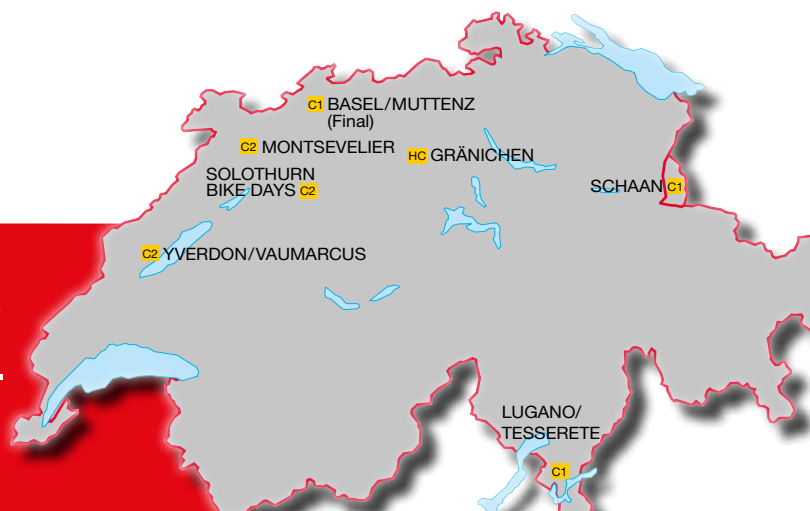 C1 BASEL/MUTTENZ
(Final)
C2 MONTSEVELIER
HC GRÄNICHEN
SOLOTHURN
BIKE DAYS C2
SCHAAN C1
C2 YVERDON/VAUMARCUS
LUGANO/
TESSERETE
C1